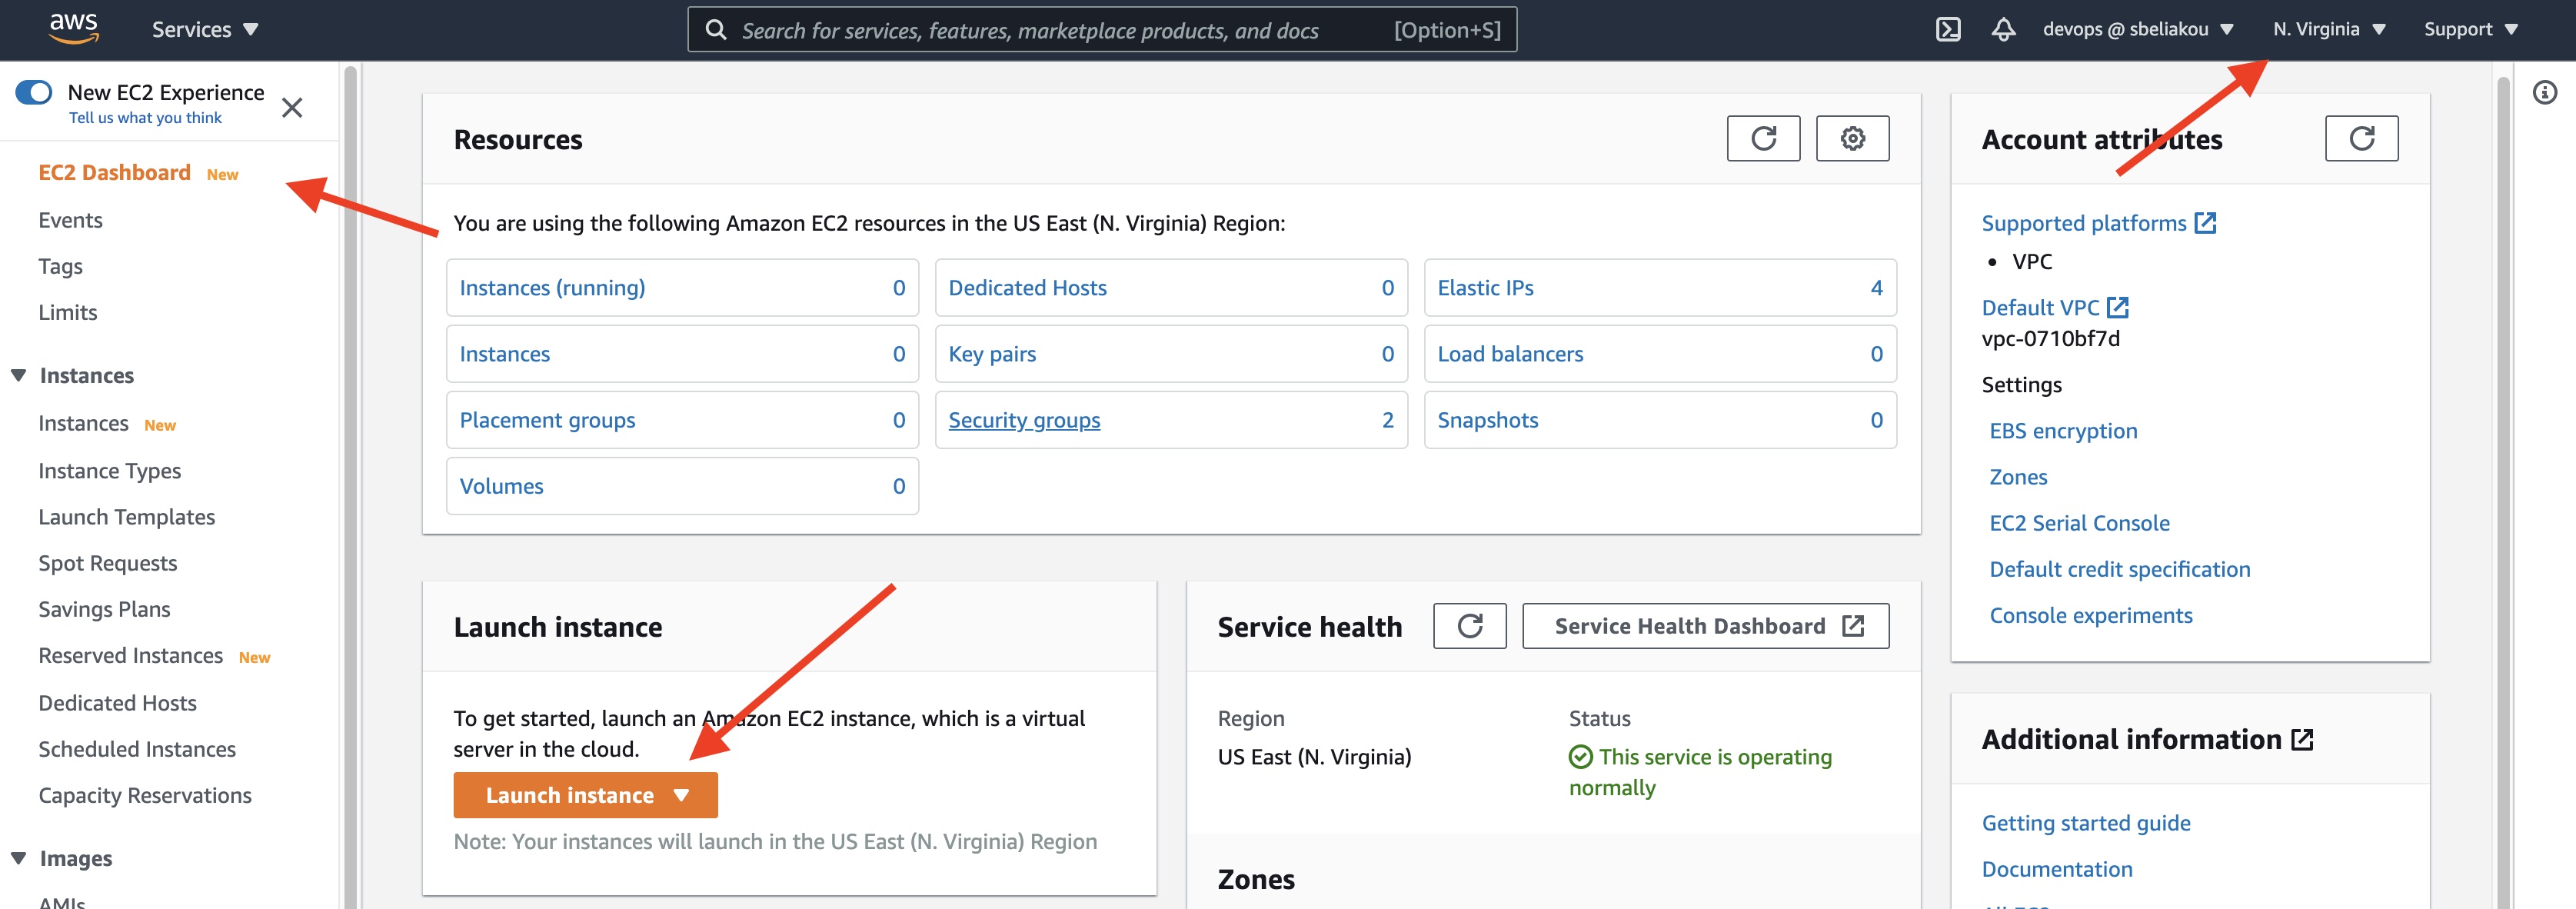 aws
Services
Search for services, features, marketplace products, and docs
[Option+S]
devops @ sbeliakou
N. Virginia
Support
New EC2 Experience
Tell us what you think
EC2 Dashboard New
Events
Tags
Limits
Instances
Instances New
Instance Types
Launch Templates
Spot Requests
Savings Plans
Reserved Instances New
Dedicated Hosts
Scheduled Instances
Capacity Reservations
Images
AMIs
Resources
You are using the following Amazon EC2 resources in the US East (N. Virginia) Region:
Instances (running) 0
Dedicated Hosts 0
Elastic IPs 4
Instances 0
Key pairs 0
Load balancers 0
Placement groups 0
Security groups 2
Snapshots 0
Volumes 0
Launch instance
To get started, launch an Amazon EC2 instance, which is a virtual
server in the cloud.
Launch instance
Note: Your instances will launch in the US East (N. Virginia) Region
Service health
Service Health Dashboard
Region
US East (N. Virginia)
Status
This service is operating
normally
Zones
Account attributes
Supported platforms
• VPC
Default VPC
vpc-0710bf7d
Settings
EBS encryption
Zones
EC2 Serial Console
Default credit specification
Console experiments
Additional information
Getting started guide
Documentation